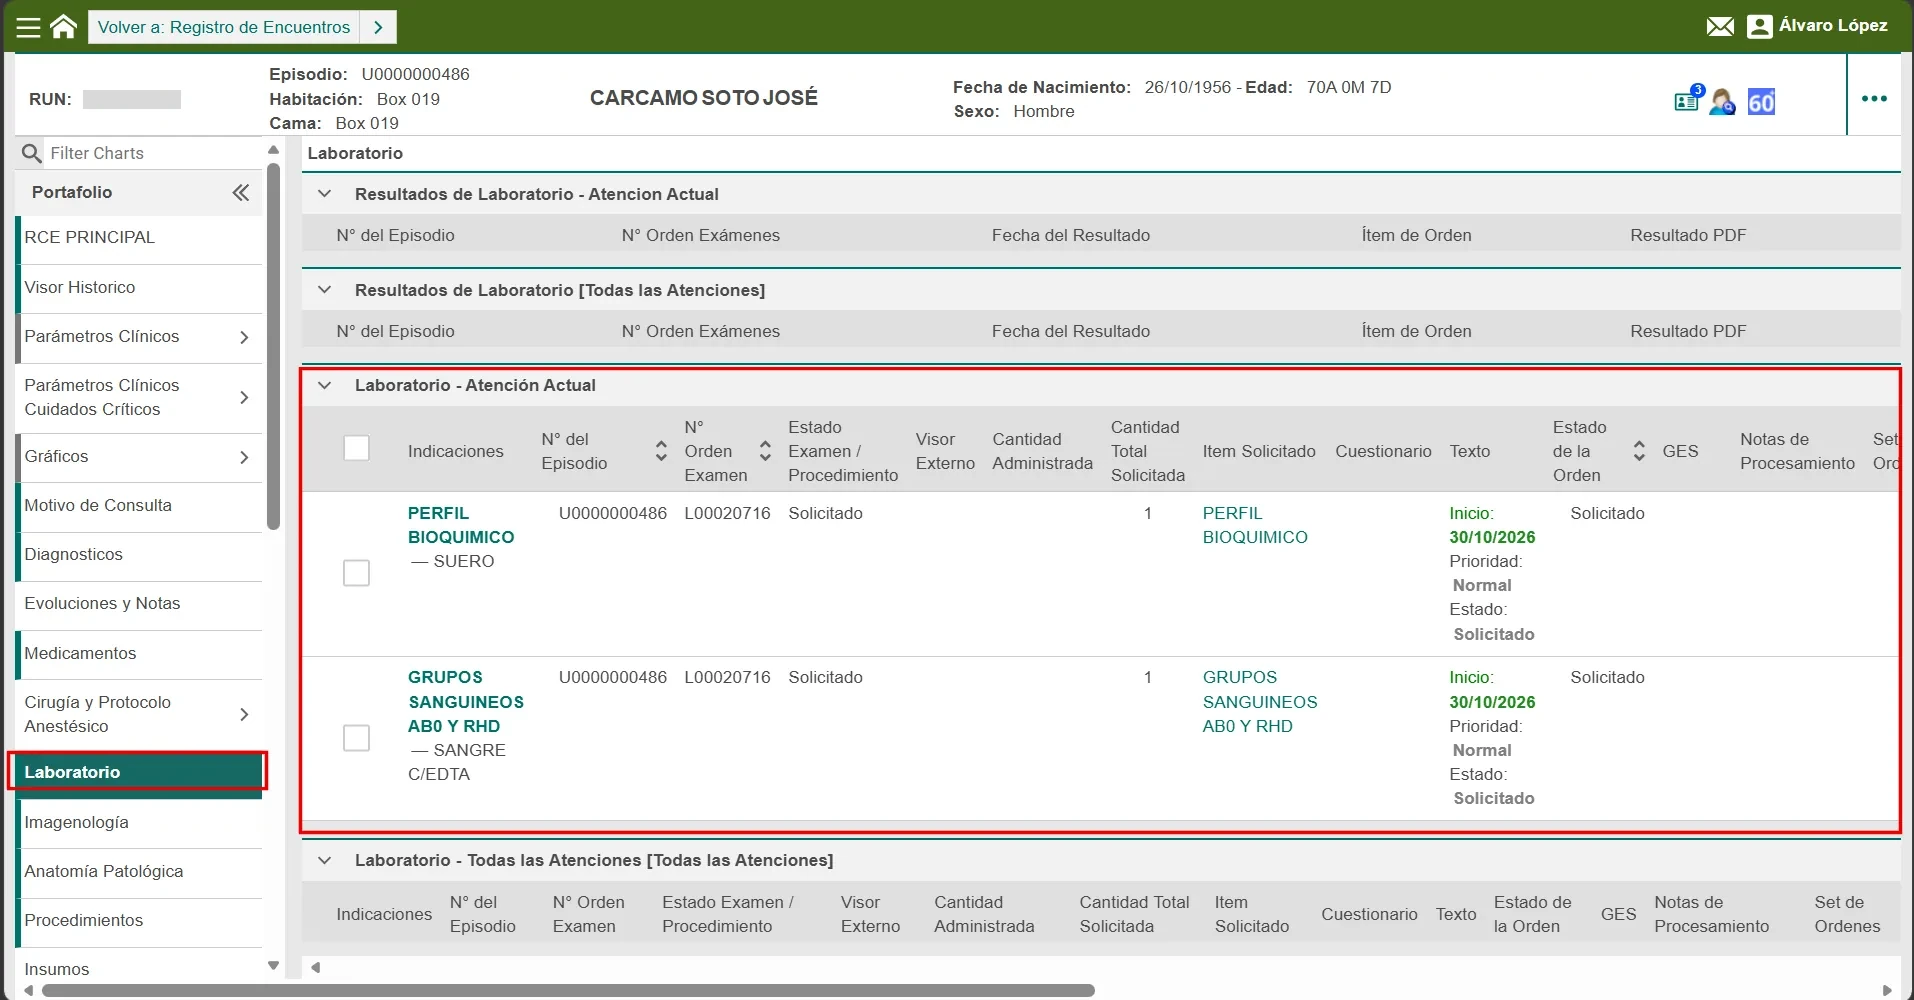 Volver a: Registro de Encuentros
Álvaro López
RUN:
Episodio: U0000000486
Habitación: Box 019
Cama: Box 019
CARCAMO SOTO JOSÉ
Fecha de Nacimiento: 26/10/1956 - Edad: 70A 0M 7D
Sexo: Hombre
3
60
Filter Charts
Portafolio
RCE PRINCIPAL
Visor Historico
Parámetros Clínicos
Parámetros Clínicos
Cuidados Críticos
Gráficos
Motivo de Consulta
Diagnosticos
Evoluciones y Notas
Medicamentos
Cirugía y Protocolo
Anestésico
Laboratorio
Imagenología
Anatomía Patológica
Procedimientos
Insumos
Laboratorio
Resultados de Laboratorio - Atencion Actual
N° del Episodio N° Orden Exámenes Fecha del Resultado Ítem de Orden Resultado PDF
Resultados de Laboratorio [Todas las Atenciones]
N° del Episodio N° Orden Exámenes Fecha del Resultado Ítem de Orden Resultado PDF
Laboratorio - Atención Actual
Indicaciones
N° del
Episodio
N°
Orden
Examen
Estado
Examen /
Procedimiento
Visor
Externo
Cantidad
Administrada
Cantidad
Total
Solicitada
Item Solicitado
Cuestionario
Texto
Estado
de la
Orden
GES
Notas de
Procesamiento
Set
Ord
PERFIL
BIOQUIMICO
— SUERO
U0000000486
L00020716
Solicitado
1
PERFIL
BIOQUIMICO
Inicio:
30/10/2026
Prioridad:
Normal
Estado:
Solicitado
Solicitado
GRUPOS
SANGUINEOS
AB0 Y RHD
— SANGRE
C/EDTA
U0000000486
L00020716
Solicitado
1
GRUPOS
SANGUINEOS
AB0 Y RHD
Inicio:
30/10/2026
Prioridad:
Normal
Estado:
Solicitado
Solicitado
Laboratorio - Todas las Atenciones [Todas las Atenciones]
Indicaciones
N° del
Episodio
N° Orden
Examen
Estado Examen /
Procedimiento
Visor
Externo
Cantidad
Administrada
Cantidad Total
Solicitada
Item
Solicitado
Cuestionario
Texto
Estado de
la Orden
GES
Notas de
Procesamiento
Set de
Ordenes